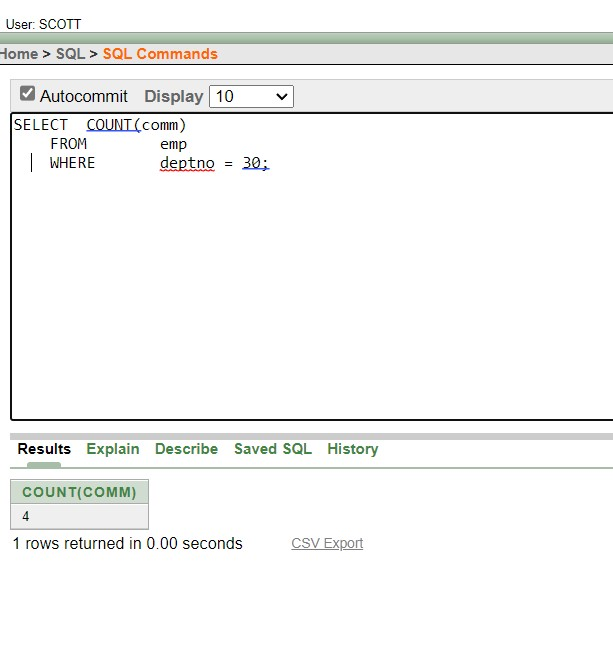 User: SCOTT
Home > SQL > SQL Commands
Autocommit Display 10
SELECT COUNT(comm)
FROM emp
WHERE deptno = 30;
Results Explain Describe Saved SQL History
COUNT(COMM)
4
1 rows returned in 0.00 seconds CSV Export